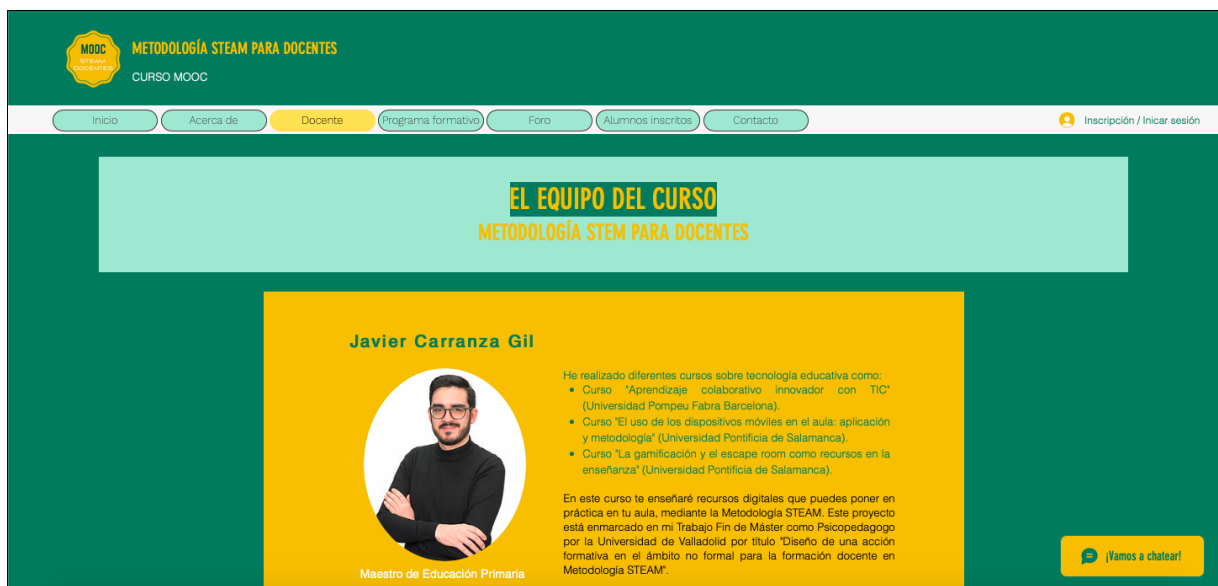 MOOC
STEAM
DOCENTES
METODOLOGÍA STEAM PARA DOCENTES
CURSO MOOC
Inicio
Acerca de
Docente
Programa formativo
Foro
Alumnos inscritos
Contacto
Inscripción / Inicar sesión
EL EQUIPO DEL CURSO
METODOLOGÍA STEM PARA DOCENTES
Javier Carranza Gil
Maestro de Educación Primaria
He realizado diferentes cursos sobre tecnología educativa como:
• Curso "Aprendizaje colaborativo innovador con TIC"
(Universidad Pompeu Fabra Barcelona).
• Curso "El uso de los dispositivos móviles en el aula: aplicación
y metodología" (Universidad Pontificia de Salamanca).
• Curso "La gamificación y el escape room como recursos en la
enseñanza" (Universidad Pontificia de Salamanca).
En este curso te enseñaré recursos digitales que puedes poner en
práctica en tu aula, mediante la Metodología STEAM. Este proyecto
está enmarcado en mi Trabajo Fin de Máster como Psicopedagogo
por la Universidad de Valladolid por título "Diseño de una acción
formativa en el ámbito no formal para la formación docente en
Metodología STEAM".
¡Vamos a chatear!